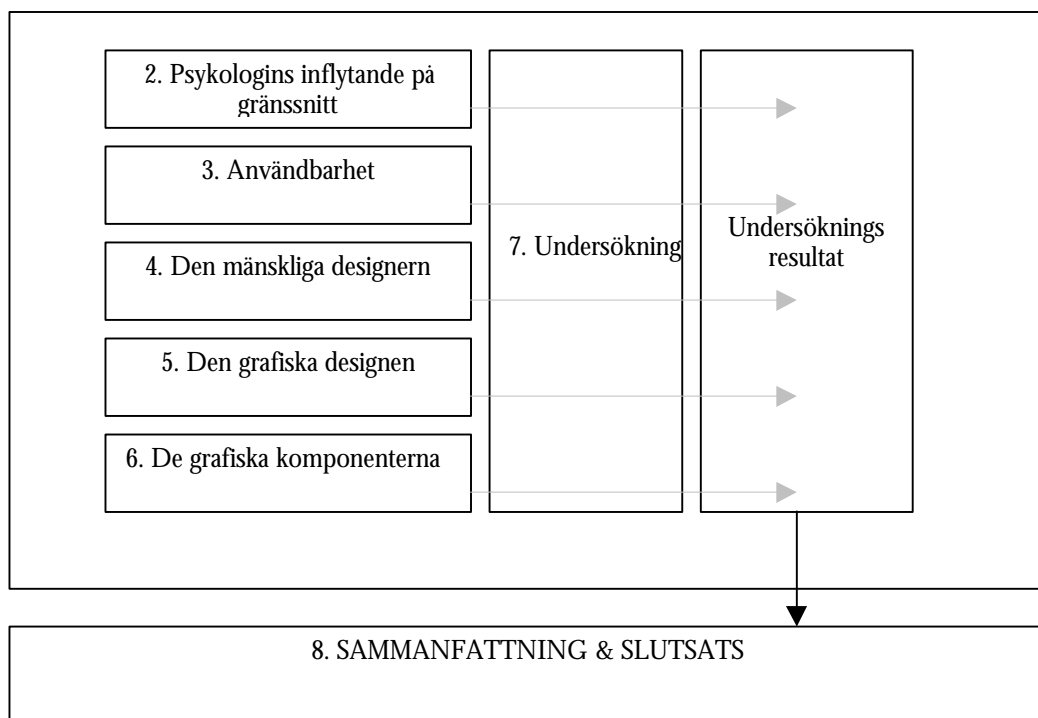 2. Psykologins inflytande på
gränssnitt
3. Användbarhet
4. Den mänskliga designern
5. Den grafiska designen
6. De grafiska komponenterna
7. Undersökning
Undersöknings
resultat
8. SAMMANFATTNING & SLUTSATS